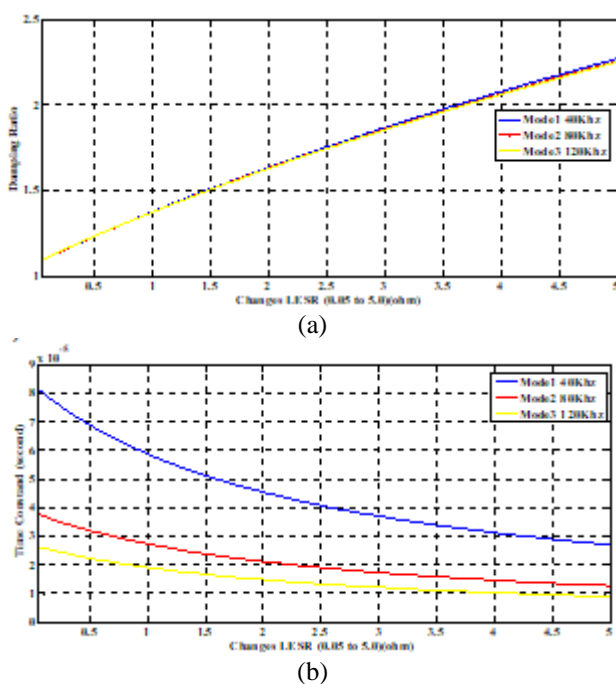 2.5
2
1.5
1
Damping Ratio
Mode1 40Khz
Mode2 80Khz
Mode3 120Khz
0.5 1 1.5 2 2.5 3 3.5 4 4.5 5
Changes LESR (0.05 to 5.0)(ohm)
(a)
x 10
9
8
7
6
5
4
3
2
1
0
Time Constand (second)
Mode1 40Khz
Mode2 80Khz
Mode3 120Khz
0.5 1 1.5 2 2.5 3 3.5 4 4.5 5
Changes LESR (0.05 to 5.0)(ohm)
(b)